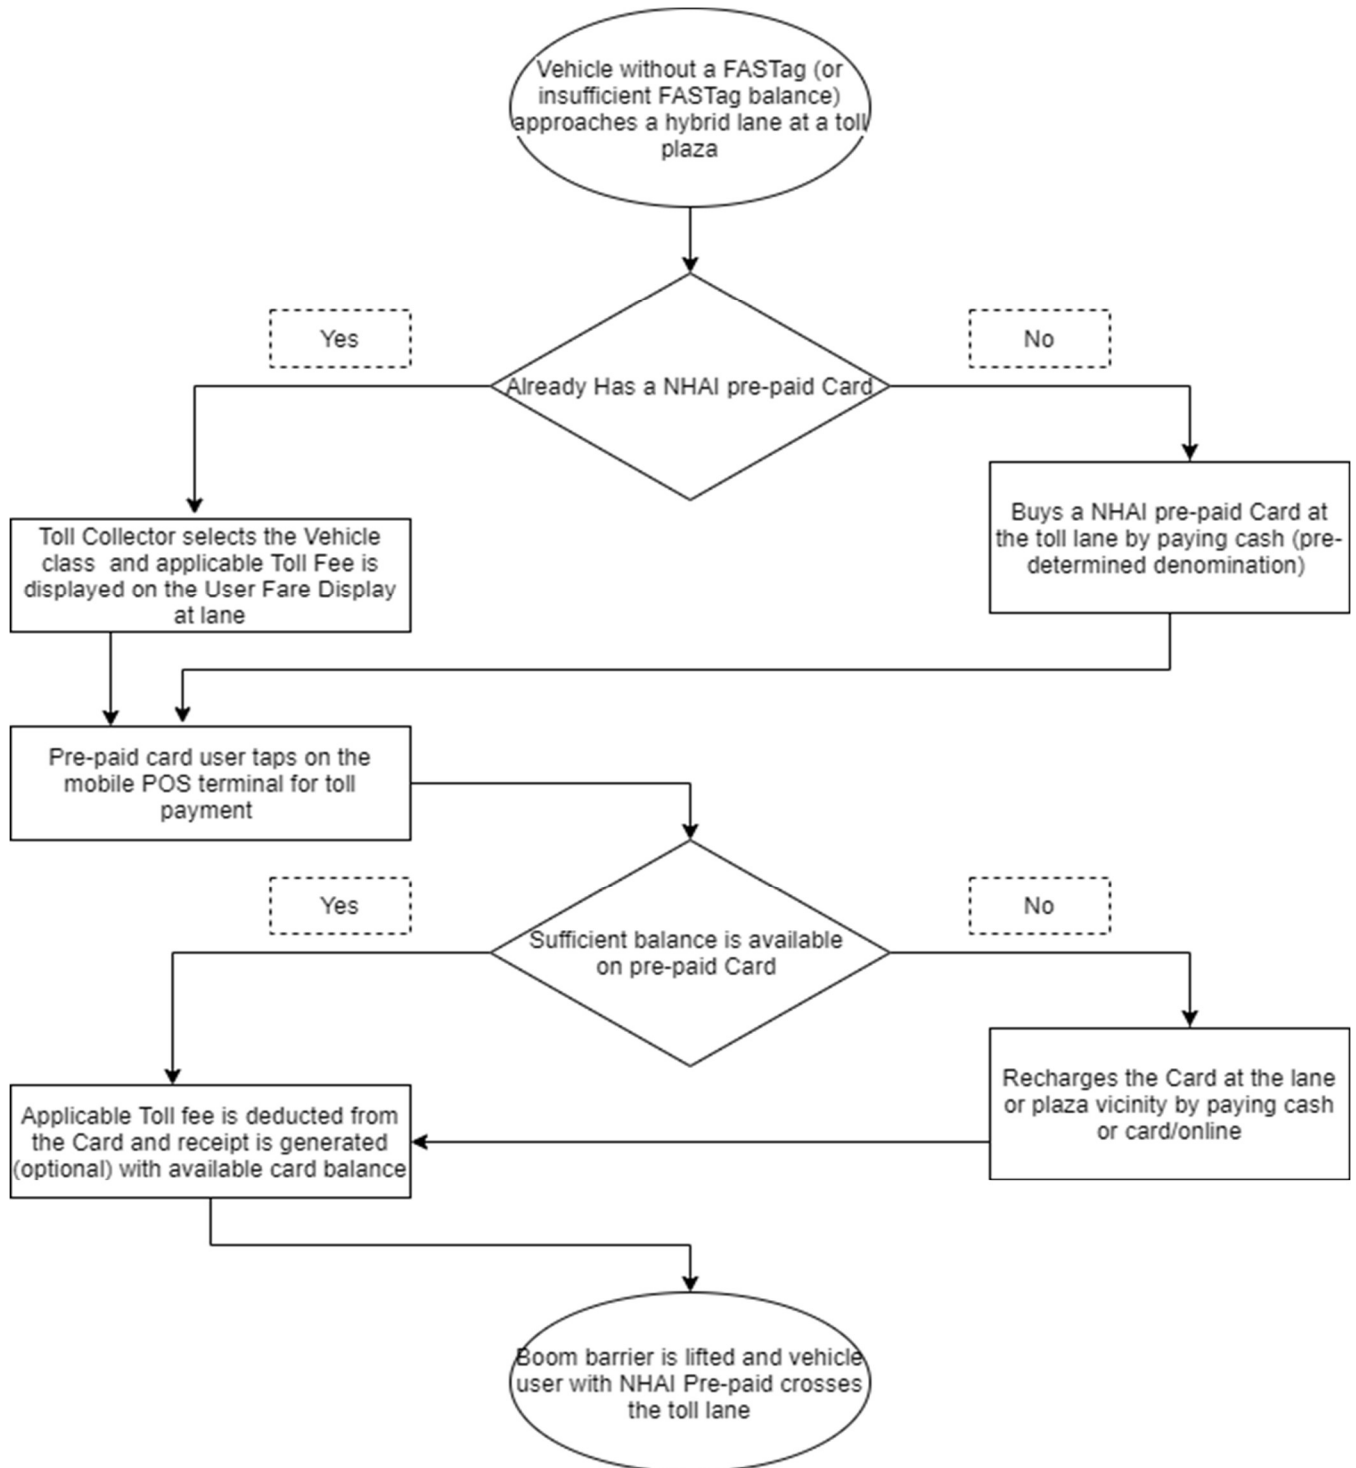 Vehicle without a FASTag (or
insufficient FASTag balance)
approaches a hybrid lane at a toll
plaza
Yes
No
Already Has a NHAI pre-paid Card
Toll Collector selects the Vehicle
class and applicable Toll Fee is
displayed on the User Fare Display
at lane
Buys a NHAI pre-paid Card at
the toll lane by paying cash (pre-
determined denomination)
Pre-paid card user taps on the
mobile POS terminal for toll
payment
Yes
No
Sufficient balance is available
on pre-paid Card
Applicable Toll fee is deducted from
the Card and receipt is generated
(optional) with available card balance
Recharges the Card at the lane
or plaza vicinity by paying cash
or card/online
Boom barrier is lifted and vehicle
user with NHAI Pre-paid crosses
the toll lane